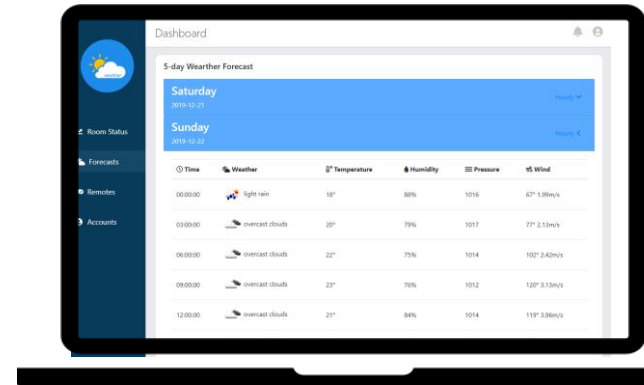 Dashboard
weather
5-day Wearther Forecast
Saturday
2019-12-21
Hourly
Sunday
2019-12-22
Hourly
Room Status
Forecasts
Remotes
Accounts
Time Weather Temperature Humidity Pressure Wind
00:00:00 light rain 18° 88% 1016 67° 1.99m/s
03:00:00 overcast clouds 20° 79% 1017 77° 2.12m/s
06:00:00 overcast clouds 22° 75% 1014 102° 2.42m/s
09:00:00 overcast clouds 23° 76% 1012 120° 3.13m/s
12:00:00 overcast clouds 21° 84% 1014 119° 3.96m/s